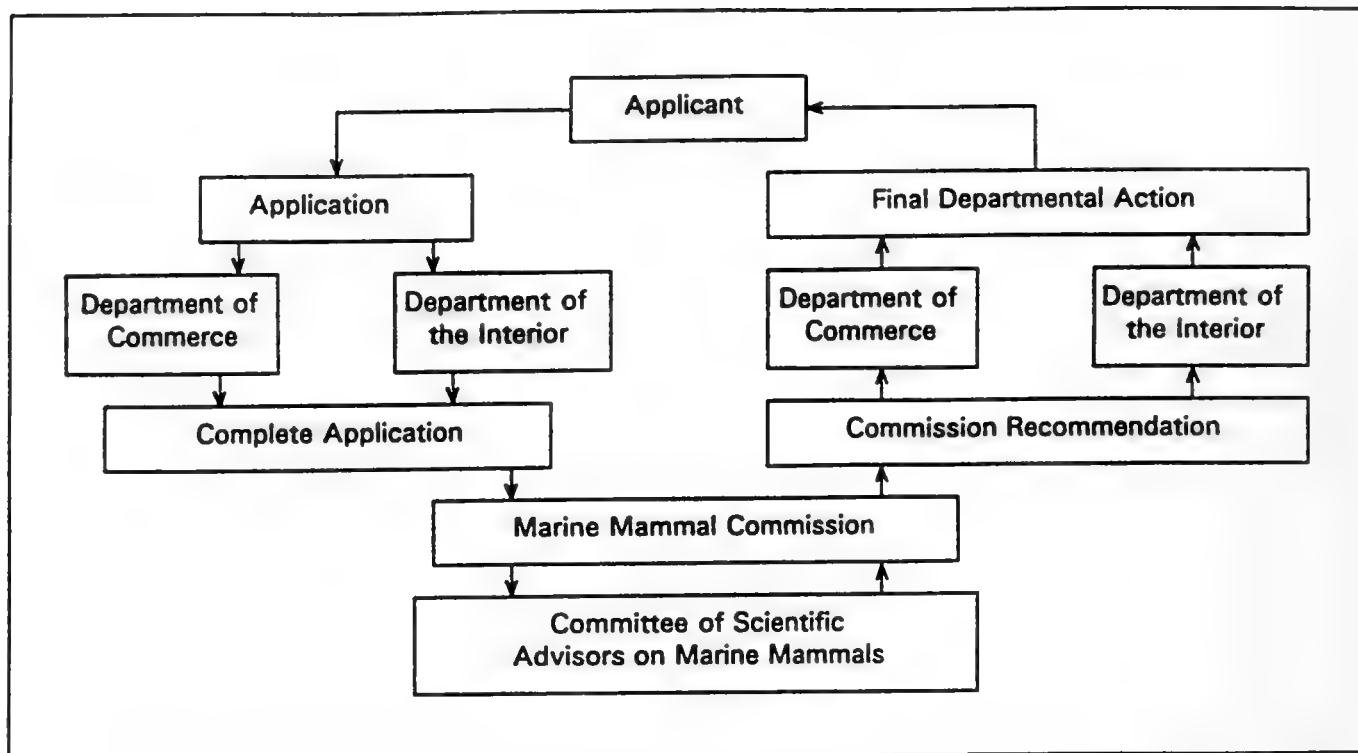 Applicant
Application
Final Departmental Action
Department of
Commerce
Department of
the Interior
Department of
Commerce
Department of
the Interior
Complete Application
Commission Recommendation
Marine Mammal Commission
Committee of Scientific
Advisors on Marine Mammals